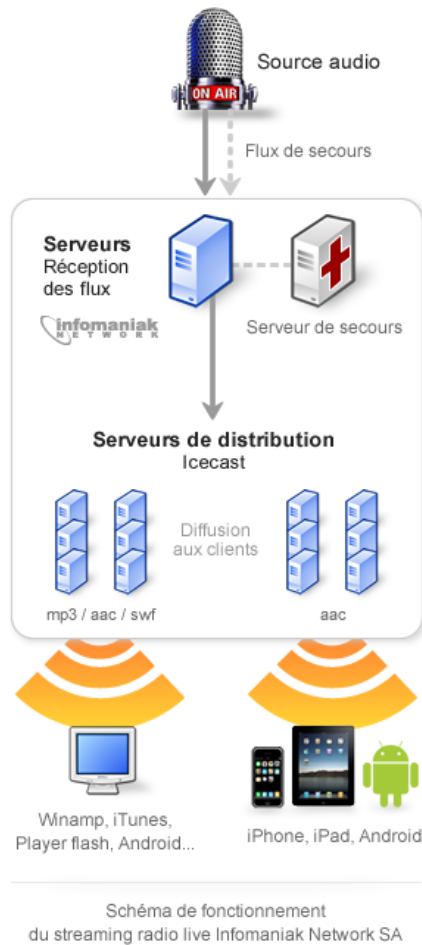 ON AIR
Source audio
Flux de secours
Serveurs
Réception
des flux
infomaniak
NETWORK
Serveur de secours
Serveurs de distribution
Icecast
Diffusion
aux clients
mp3 / aac / swf
aac
Winamp, iTunes,
Player flash, Android...
iPhone, iPad, Android
Schéma de fonctionnement
du streaming radio live Infomaniak Network SA